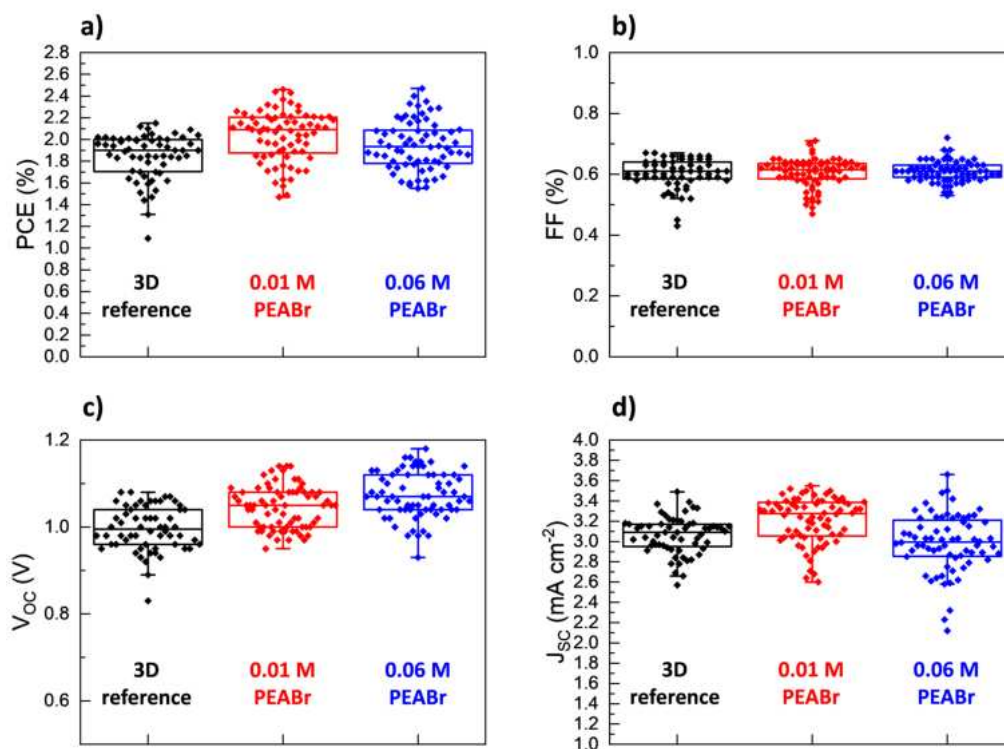 a)
PCE (%)
2.8
2.6
2.4
2.2
2.0
1.8
1.6
1.4
1.2
1.0
0.8
0.6
0.4
0.2
0.0
3D
reference
0.01 M
PEABr
0.06 M
PEABr
b)
FF (%)
1.0
0.8
0.6
0.4
0.2
0.0
3D
reference
0.01 M
PEABr
0.06 M
PEABr
c)
VOC (V)
1.2
1.0
0.8
0.6
3D
reference
0.01 M
PEABr
0.06 M
PEABr
d)
JSC (mA cm-2)
4.0
3.8
3.6
3.4
3.2
3.0
2.8
2.6
2.4
2.2
2.0
1.8
1.6
1.4
1.2
1.0
3D
reference
0.01 M
PEABr
0.06 M
PEABr